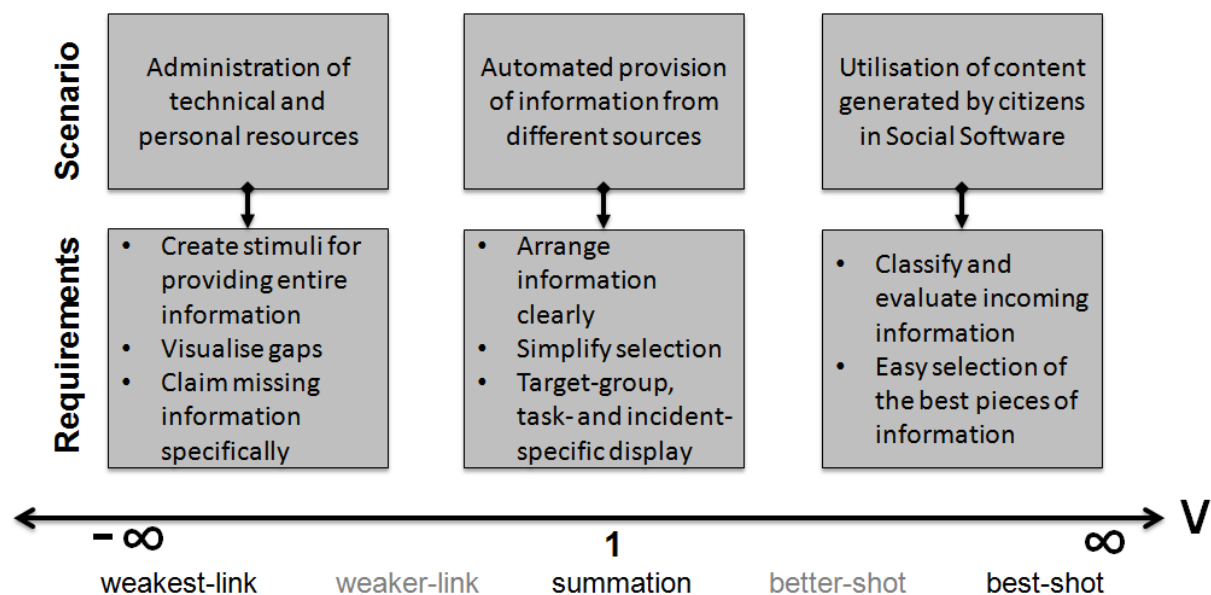 Scenario
Administration of
technical and
personal resources
Automated provision
of information from
different sources
Utilisation of content
generated by citizens
in Social Software
Requirements
• Create stimuli for
providing entire
information
• Visualise gaps
• Claim missing
information
specifically
• Arrange
information
clearly
• Simplify selection
• Target-group,
task- and incident-
specific display
• Classify and
evaluate incoming
information
• Easy selection of
the best pieces of
information
V
- ∞
1
∞
weakest-link
weaker-link
summation
better-shot
best-shot